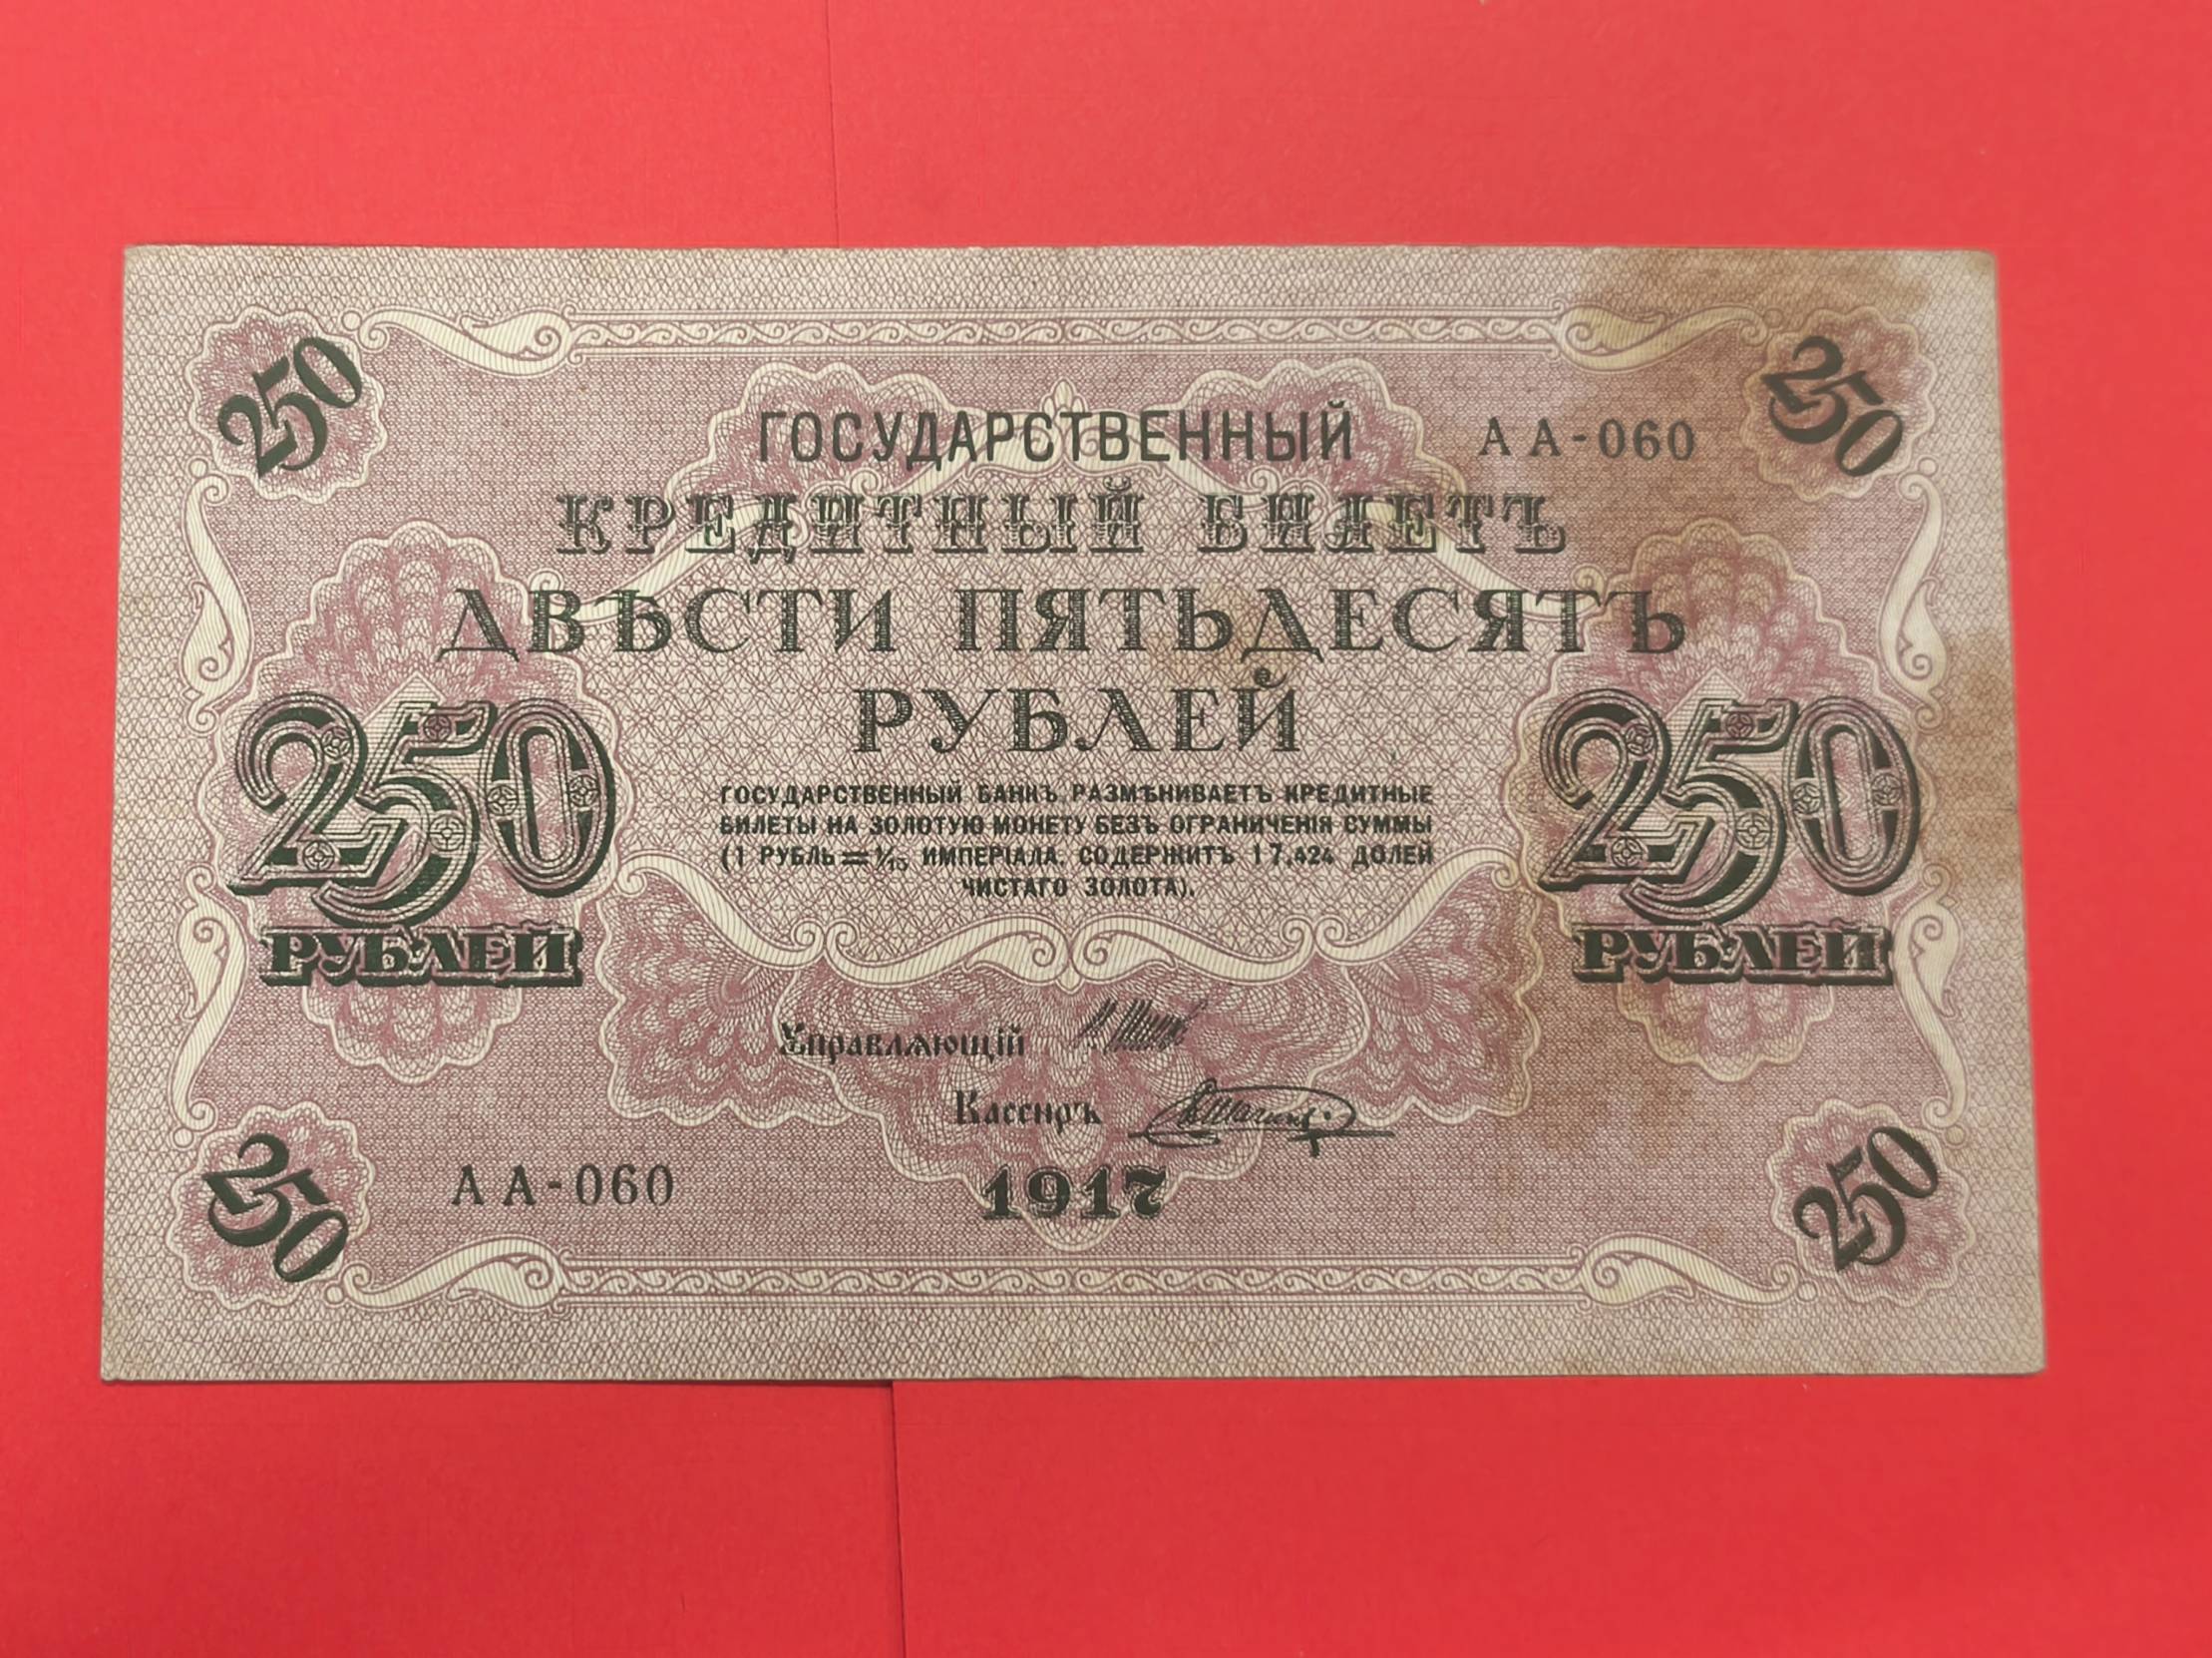 250
250
ГОСУДАРСТВЕННЫЙ
АА-060
КРЕДИТНЫЙ БИЛЕТЪ
ДВѢСТИ ПЯТЬДЕСЯТЪ
РУБЛЕЙ
250
РУБЛЕЙ
250
РУБЛЕЙ
ГОСУДАРСТВЕННЫЙ БАНКЪ РАЗМѢНИВАЕТЪ КРЕДИТНЫЕ
БИЛЕТЫ НА ЗОЛОТУЮ МОНЕТУ БЕЗЪ ОГРАНИЧЕНІЯ СУММЫ
(1 РУБЛЬ=1/15 ИМПЕРІАЛА, СОДЕРЖИТЪ 17,424 ДОЛЕЙ
ЧИСТАГО ЗОЛОТА).
Управляющій
Кассиръ
АА-060
1917
250
250